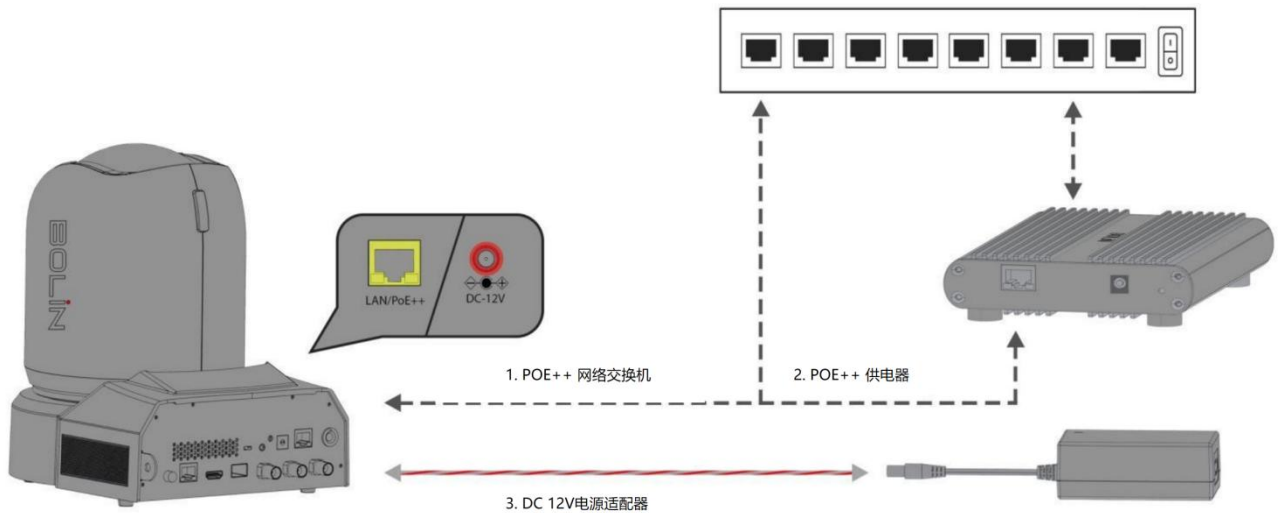 I
O
BOLIN
LAN/PoE++
DC-12V
1. POE++ 网络交换机
2. POE++ 供电器
3. DC 12V电源适配器